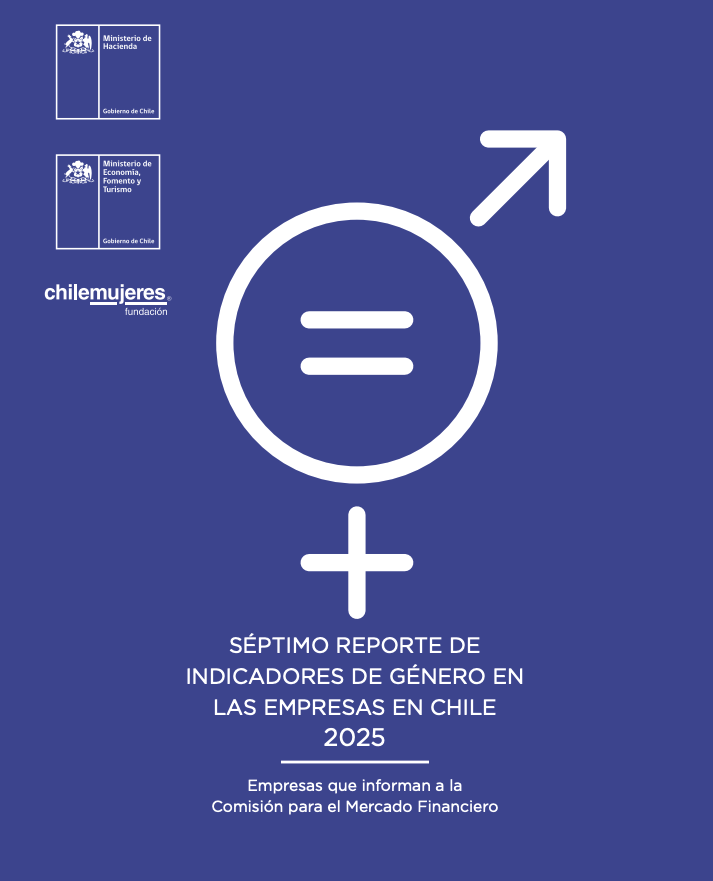 Ministerio de
Hacienda
Gobierno de Chile
Ministerio de
Economía,
Fomento y
Turismo
Gobierno de Chile
chilemujeres®
fundación
SÉPTIMO REPORTE DE
INDICADORES DE GÉNERO EN
LAS EMPRESAS EN CHILE
2025
Empresas que informan a la
Comisión para el Mercado Financiero